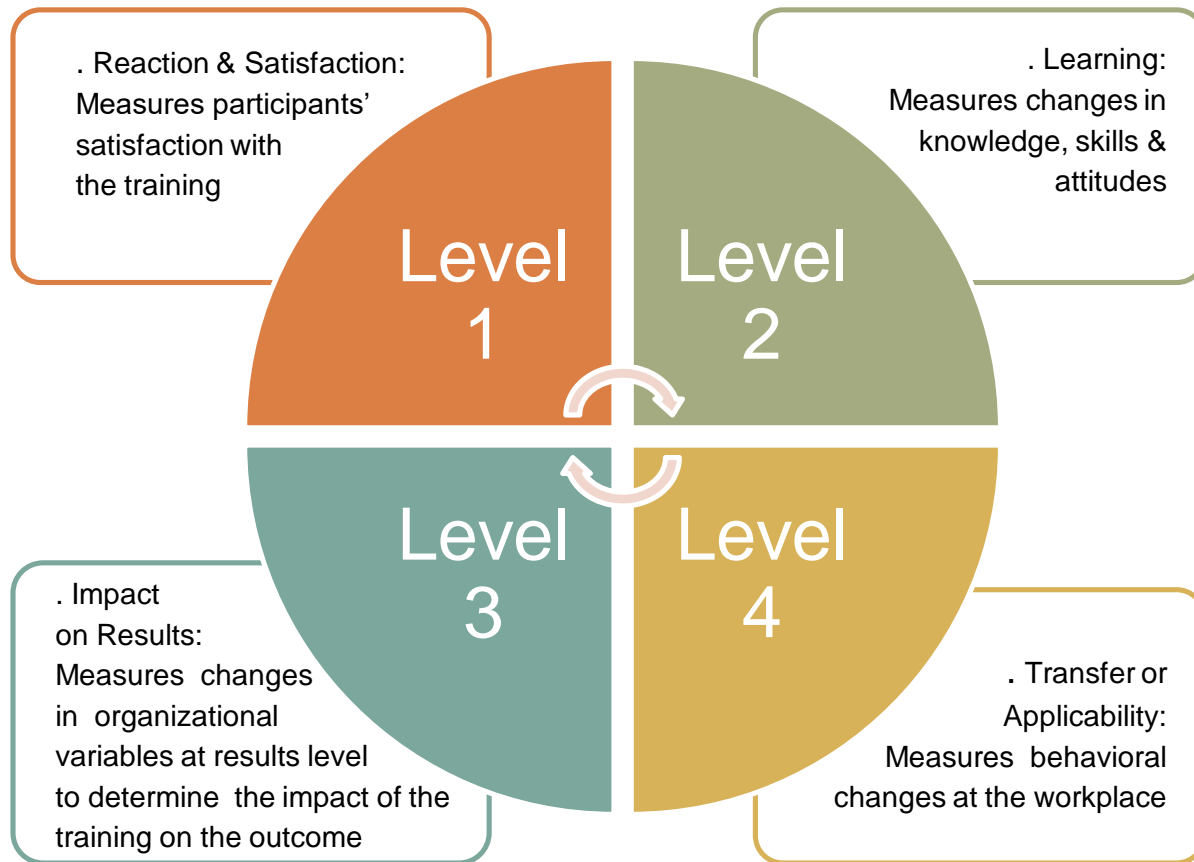 . Reaction & Satisfaction:
Measures participants’
satisfaction with
the training
. Learning:
Measures changes in
knowledge, skills &
attitudes
Level
1
Level
2
Level
3
Level
4
. Impact
on Results:
Measures changes
in organizational
variables at results level
to determine the impact of the
training on the outcome
. Transfer or
Applicability:
Measures behavioral
changes at the workplace